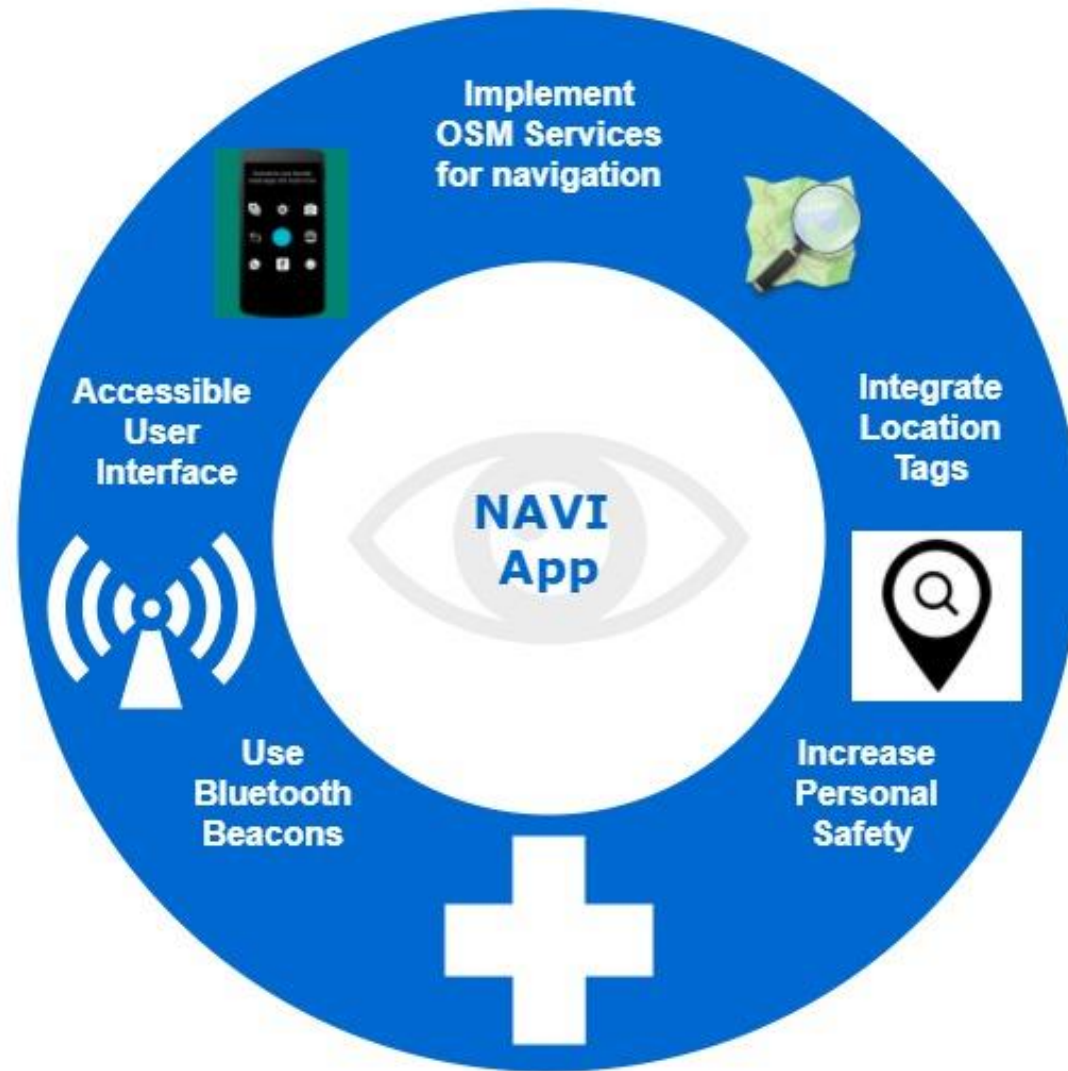 Implement
OSM Services
for navigation
Accessible
User
Interface
Integrate
Location
Tags
NAVI
App
Use
Bluetooth
Beacons
Increase
Personal
Safety